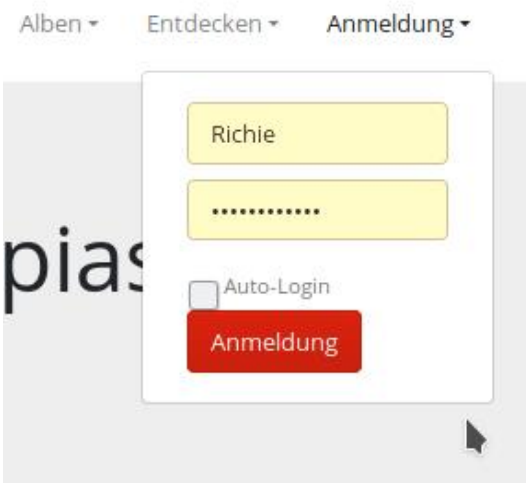 Alben Entdecken Anmeldung
Richie
••••••••••••
pias
Auto-Login
Anmeldung